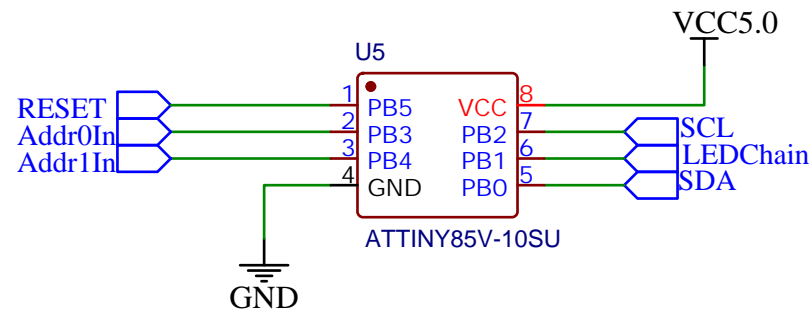 VCC5.0
U5
RESET 1 PB5 VCC 8
Addr0In 2 PB3 PB2 7 SCL
Addr1In 3 PB4 PB1 6 LEDChain
4 GND PB0 5 SDA
ATTINY85V-10SU
GND